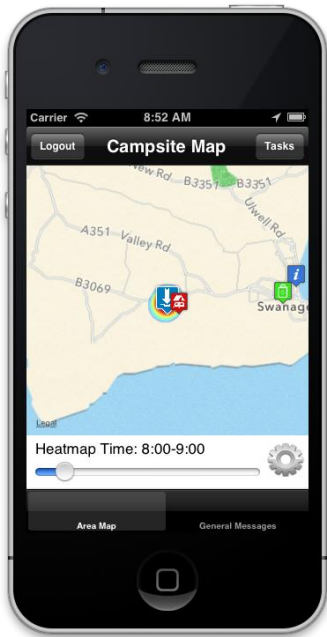 Carrier 8:52 AM
Logout Campsite Map Tasks
New Rd B3351 B3351
Ulwell Rd
A351 Valley Rd
B3069
i
Swanage
Legal
Heatmap Time: 8:00-9:00
Area Map General Messages